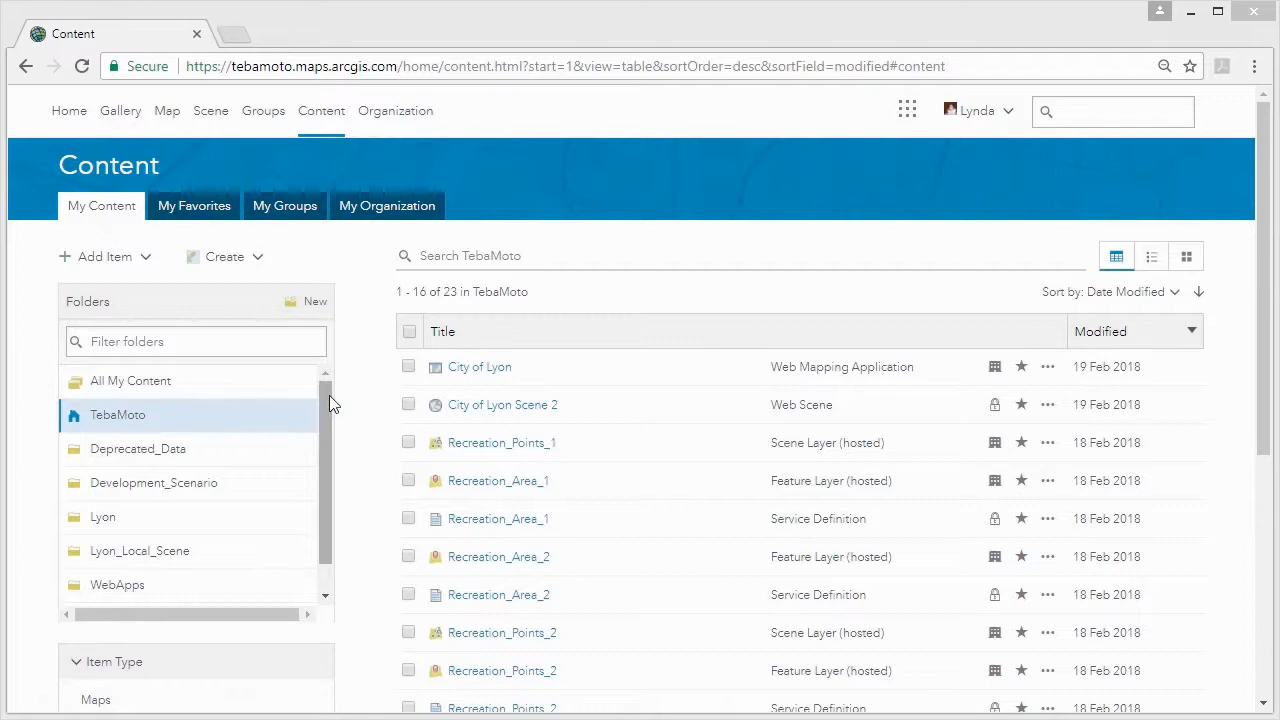 Content
Secure https://tebamoto.maps.arcgis.com/home/content.html?start=1&view=table&sortOrder=desc&sortField=modified#content
Home Gallery Map Scene Groups Content Organization Lynda
Content
My Content My Favorites My Groups My Organization
Add Item Create Search TebaMoto
1 - 16 of 23 in TebaMoto Sort by: Date Modified
Folders New
Filter folders
All My Content
TebaMoto
Deprecated_Data
Development_Scenario
Lyon
Lyon_Local_Scene
WebApps
Item Type
Maps
Title Modified
City of Lyon Web Mapping Application 19 Feb 2018
City of Lyon Scene 2 Web Scene 19 Feb 2018
Recreation_Points_1 Scene Layer (hosted) 18 Feb 2018
Recreation_Area_1 Feature Layer (hosted) 18 Feb 2018
Recreation_Area_1 Service Definition 18 Feb 2018
Recreation_Area_2 Feature Layer (hosted) 18 Feb 2018
Recreation_Area_2 Service Definition 18 Feb 2018
Recreation_Points_2 Scene Layer (hosted) 18 Feb 2018
Recreation_Points_2 Feature Layer (hosted) 18 Feb 2018
Recreation_Points_2 Service Definition 18 Feb 2018